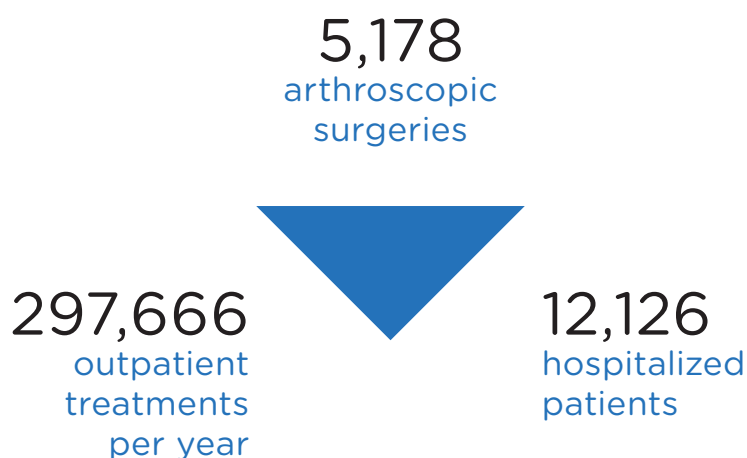 5,178
arthroscopic
surgeries
297,666
outpatient
treatments
per year
12,126
hospitalized
patients